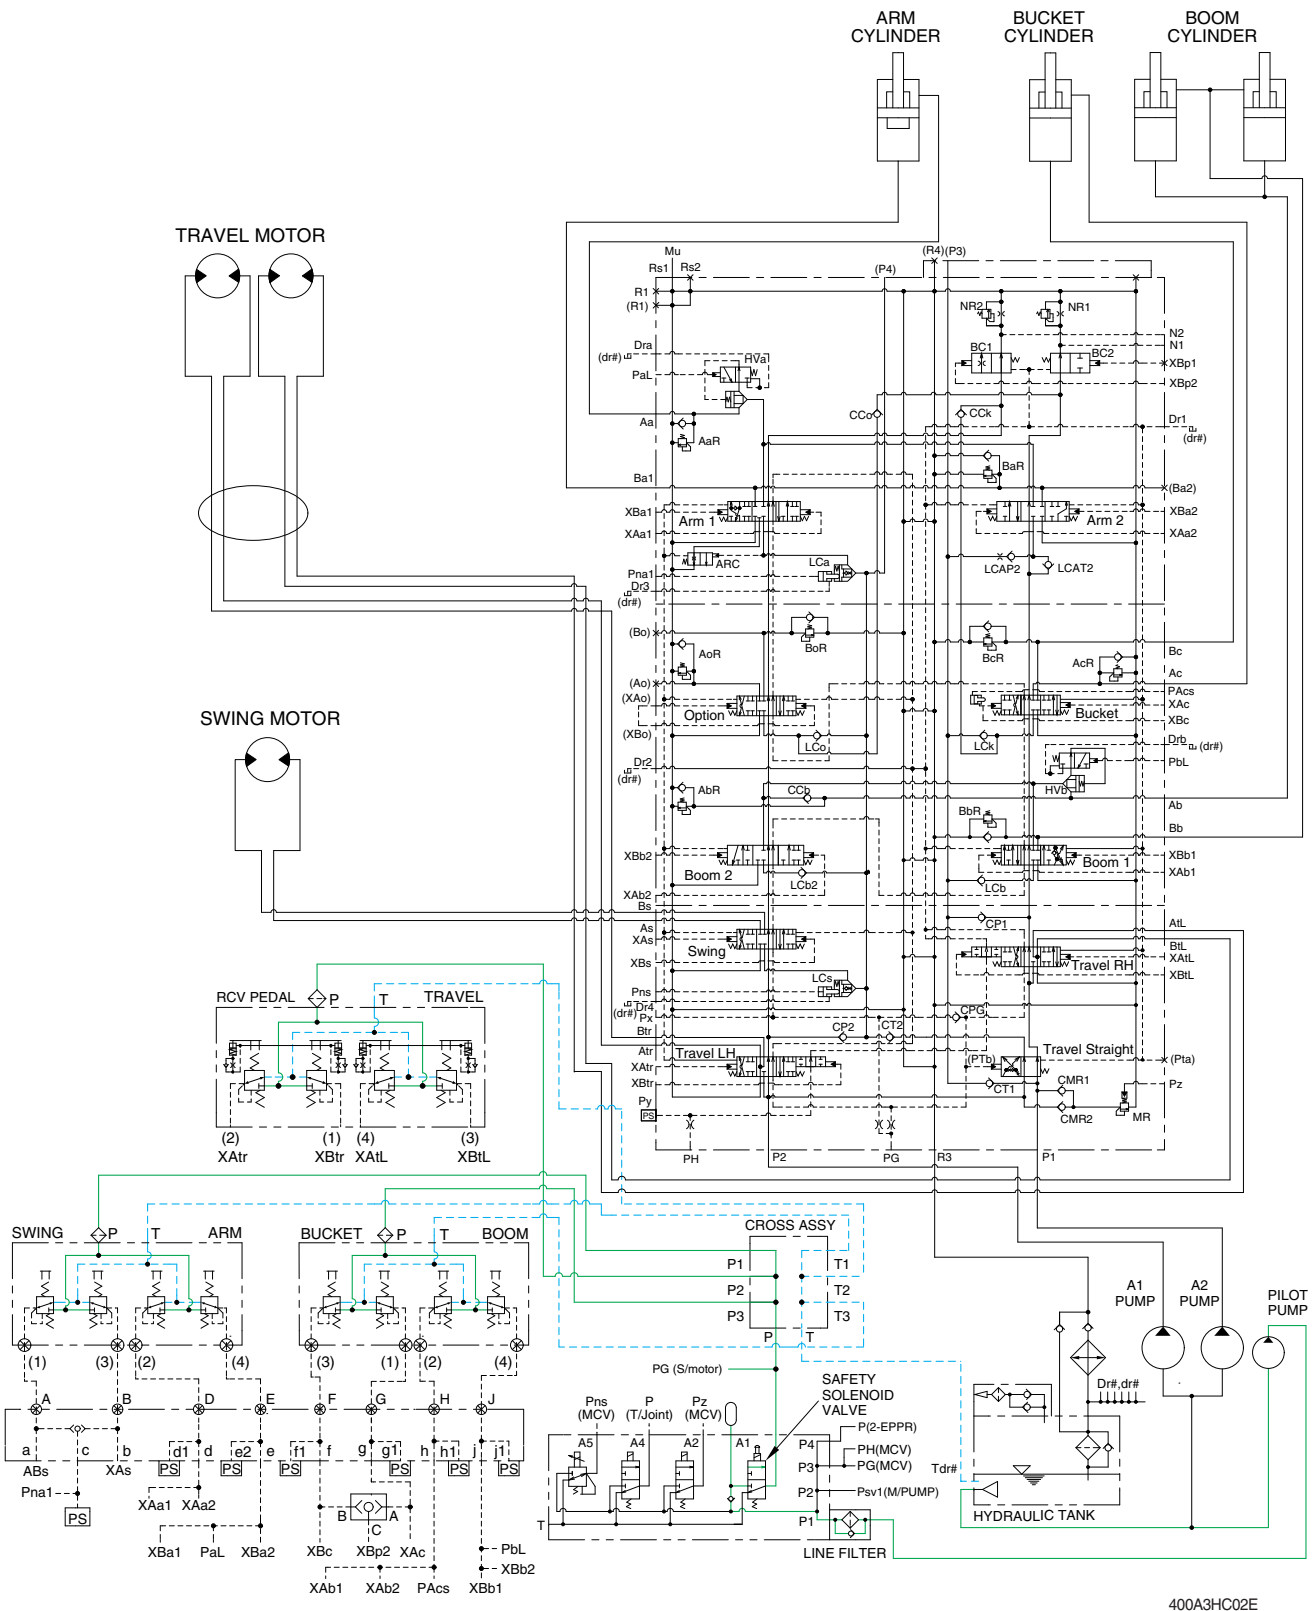 ARM
CYLINDER
BUCKET
CYLINDER
BOOM
CYLINDER
TRAVEL MOTOR
SWING MOTOR
Mu
(R4)
(P3)
Rs1
Rs2
(P4)
R1
(R1)
NR2
NR1
N2
N1
Dra
(dr#)
HVa
BC1
BC2
XBp1
PaL
XBp2
Aa
CCo
CCk
Dr1
(dr#)
AaR
BaR
Ba1
(Ba2)
XBa1
Arm 1
Arm 2
XBa2
XAa1
XAa2
ARC
LCa
LCAP2
LCAT2
Pna1
Dr3
(dr#)
(Bo)
BoR
BcR
Bc
AoR
AcR
Ac
(Ao)
(XAo)
PAcs
XAc
Option
Bucket
XBc
(XBo)
LCo
LCk
Drb
(dr#)
Dr2
(dr#)
PbL
HVb
AbR
CCb
Ab
BbR
Bb
XBb2
Boom 2
Boom 1
XBb1
XAb1
LCb2
LCb
XAb2
Bs
CP1
AtL
As
XAs
Swing
BtL
XAtL
Travel RH
XBs
XBtL
LCs
Pns
Dr4
(dr#)
Px
CPG
Btr
CP2
CT2
Atr
Travel LH
Travel Straight
(PTb)
(Pta)
XAtr
XBtr
CT1
CMR1
Pz
Py
PS
CMR2
MR
PH
P2
PG
R3
P1
RCV PEDAL
P
T
TRAVEL
(2)
(1)
(4)
(3)
XAtr
XBtr
XAtL
XBtL
SWING
P
T
ARM
BUCKET
P
T
BOOM
CROSS ASSY
P1
T1
P2
T2
P3
T3
P
T
(1)
(3)
(2)
(4)
(3)
(1)
(2)
(4)
A
B
D
E
F
G
H
J
a
c
b
d1
d
e2
e
f1
f
g
g1
h
h1
j
j1
PS
PS
PS
PS
PS
PS
ABs
XAs
Pna1
PS
XAa1
XAa2
XBa1
PaL
XBa2
B
A
C
XBc
XBp2
XAc
XAb1
XAb2
PAcs
PbL
XBb2
XBb1
PG (S/motor)
SAFETY
SOLENOID
VALVE
Pns
(MCV)
P
(T/Joint)
Pz
(MCV)
A5
A4
A2
A1
P4
P(2-EPPR)
P3
PH(MCV)
PG(MCV)
P2
Psv1(M/PUMP)
P1
T
LINE FILTER
A1
PUMP
A2
PUMP
PILOT
PUMP
Dr#,dr#
Tdr#
HYDRAULIC TANK
400A3HC02E